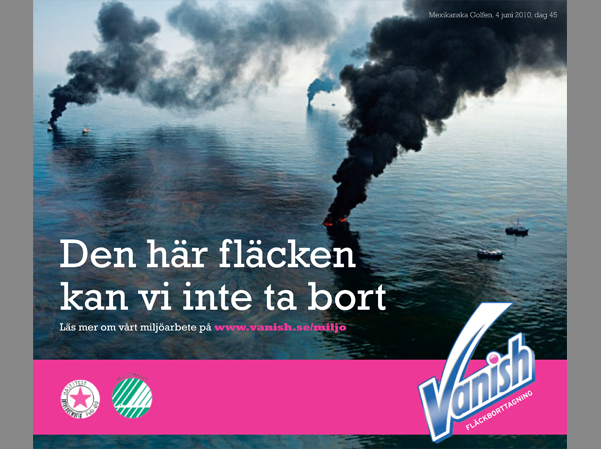 Mexikanska Golfen, 4 juni 2010, dag 45
Den här fläcken
kan vi inte ta bort
Läs mer om vårt miljöarbete på www.vanish.se/miljo
Vanish
FLÄCKBORTTAGNING